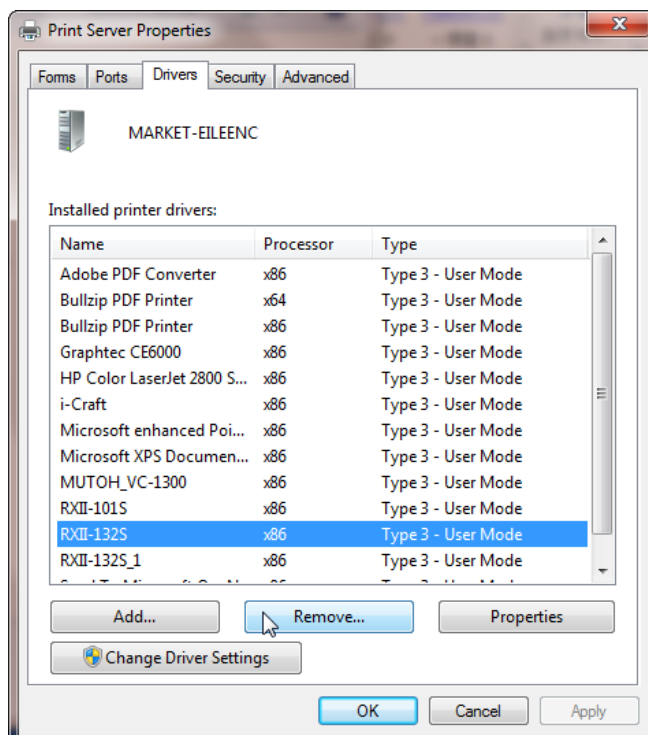 Print Server Properties
Forms Ports Drivers Security Advanced
MARKET-EILEENC
Installed printer drivers:
Name Processor Type
Adobe PDF Converter x86 Type 3 - User Mode
Bullzip PDF Printer x64 Type 3 - User Mode
Bullzip PDF Printer x86 Type 3 - User Mode
Graphtec CE6000 x86 Type 3 - User Mode
HP Color LaserJet 2800 S... x86 Type 3 - User Mode
i-Craft x86 Type 3 - User Mode
Microsoft enhanced Poi... x86 Type 3 - User Mode
Microsoft XPS Documen... x86 Type 3 - User Mode
MUTOH_VC-1300 x86 Type 3 - User Mode
RXII-101S x86 Type 3 - User Mode
RXII-132S x86 Type 3 - User Mode
RXII-132S_1 x86 Type 3 - User Mode
Add... Remove... Properties
Change Driver Settings
OK Cancel Apply